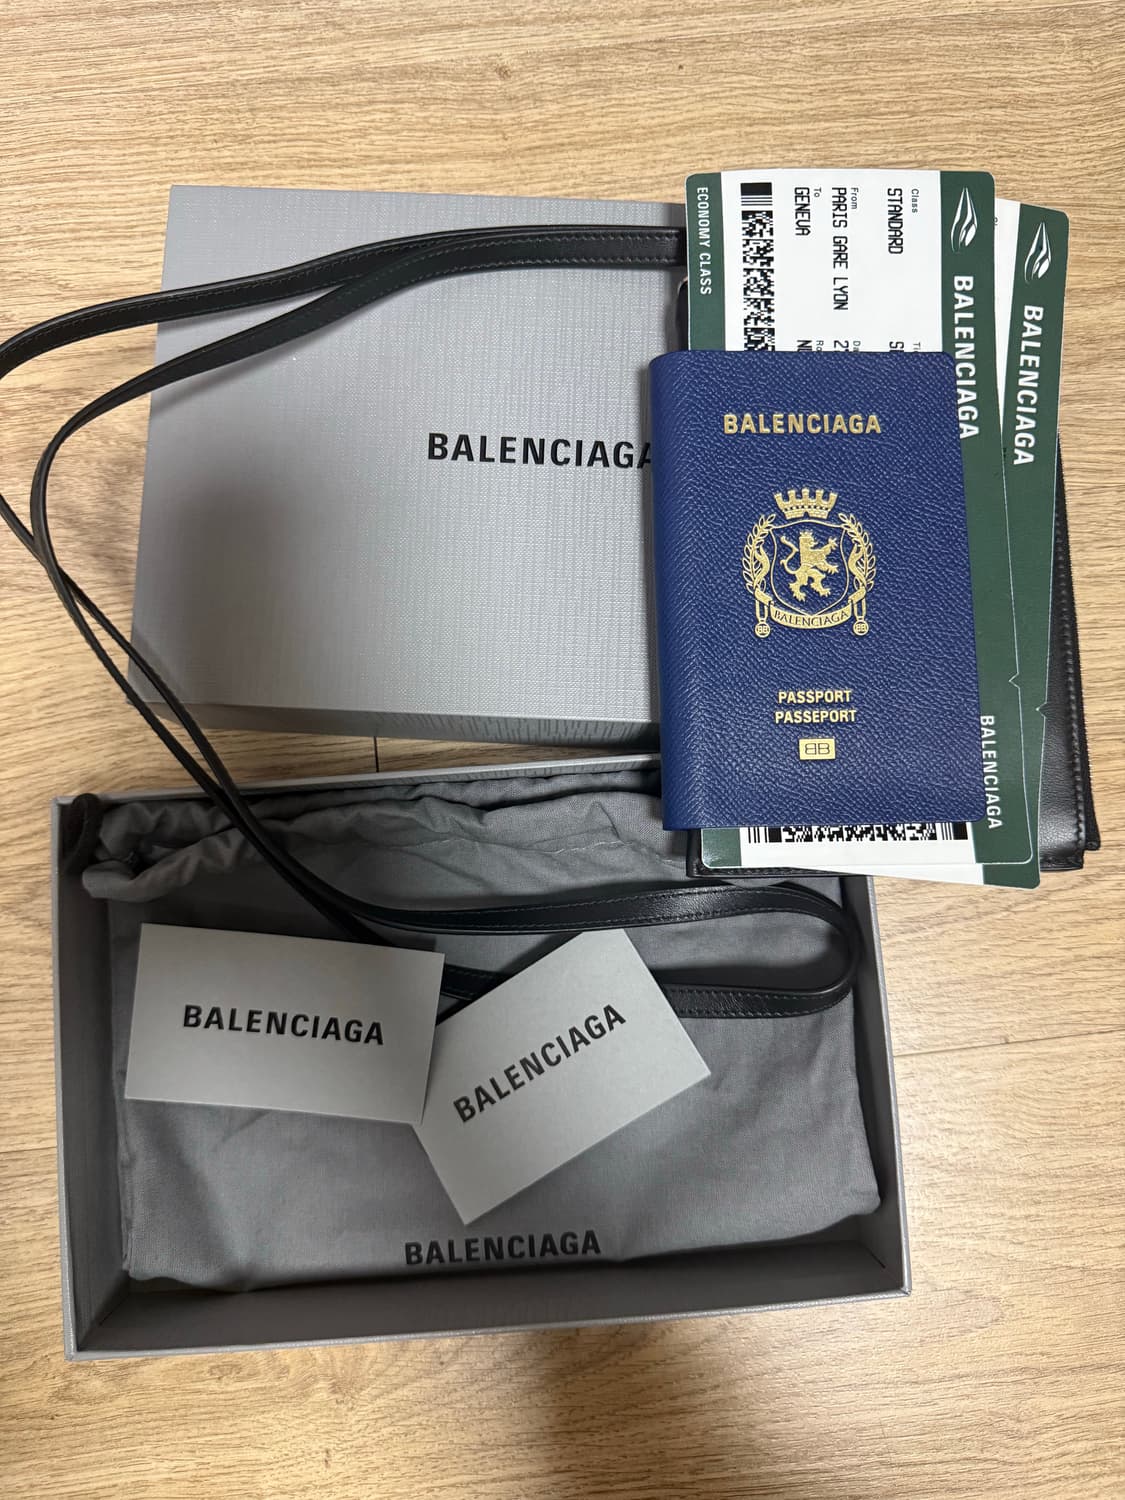 BALENCIAGA
ECONOMY CLASS
Class
STANDARD
From
PARIS GARE LYON
To
GENEVA
BALENCIAGA
BALENCIAGA
BALENCIAGA
BALENCIAGA
BALENCIAGA
PASSPORT
PASSEPORT
BB
BALENCIAGA
BALENCIAGA
BALENCIAGA
BALENCIAGA